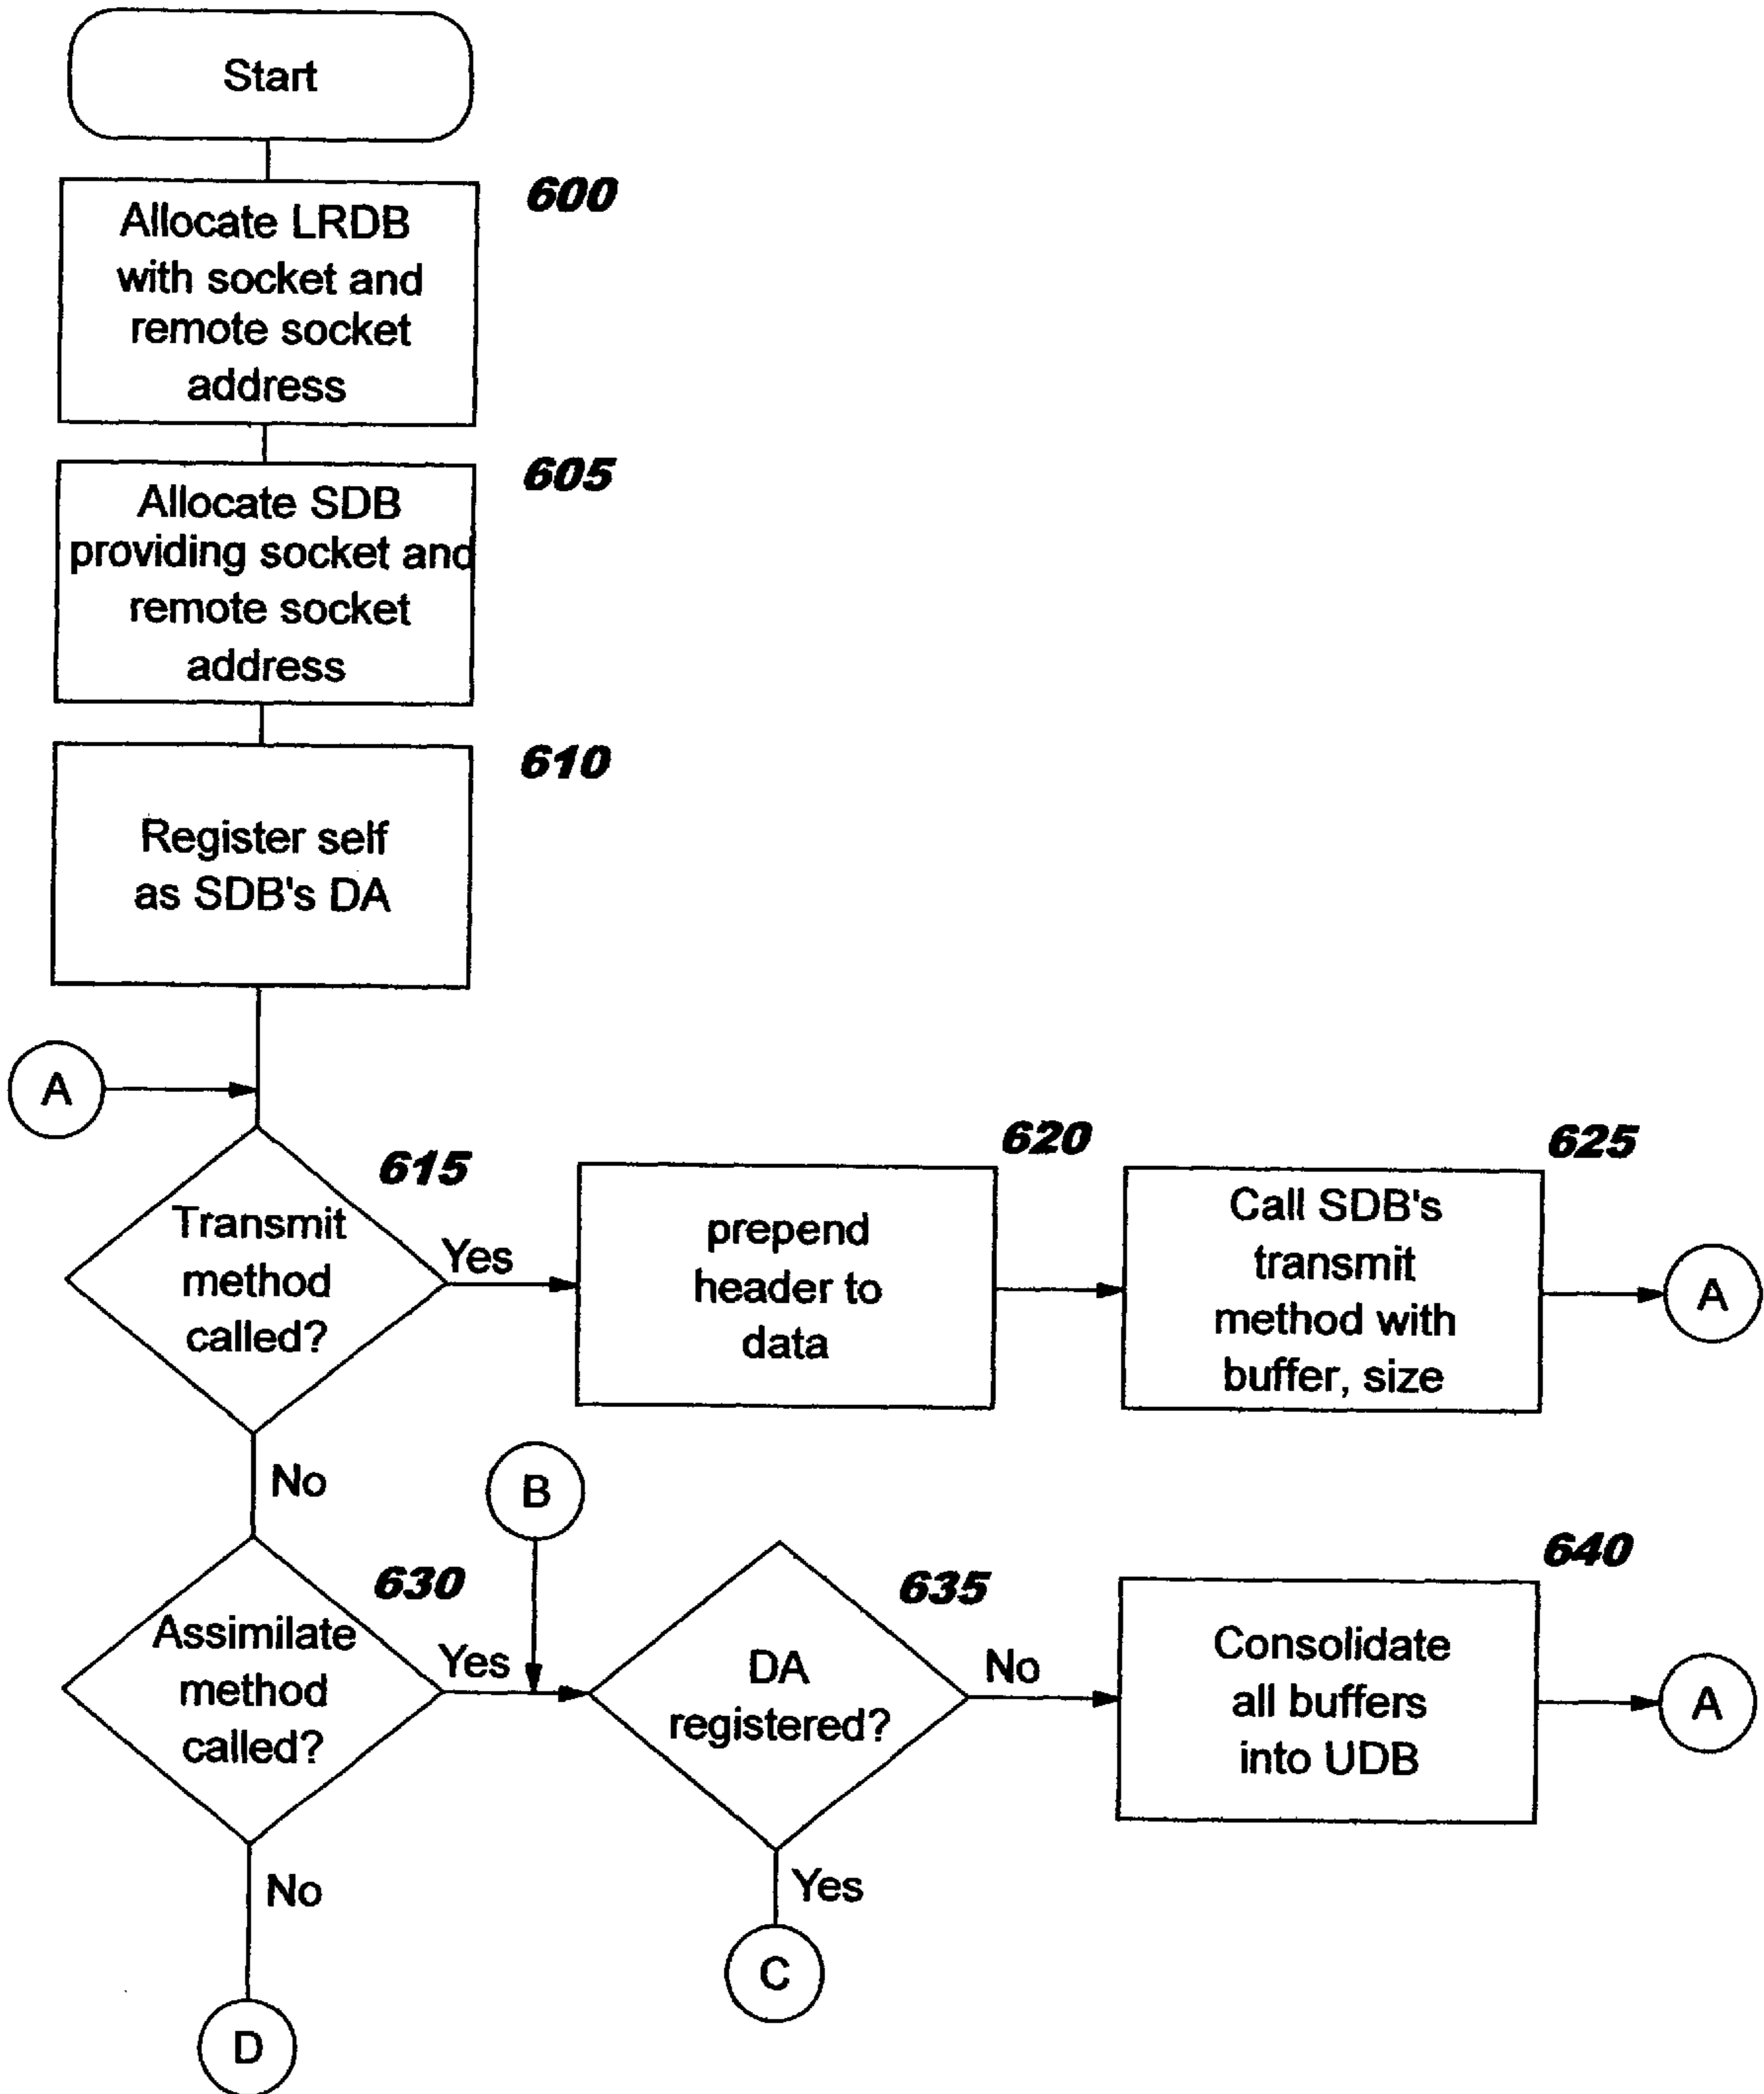 Start
600
Allocate LRDB
with socket and
remote socket
address
605
Allocate SDB
providing socket and
remote socket
address
610
Register self
as SDB's DA
A
615
Transmit
method
called?
Yes
620
prepend
header to
data
625
Call SDB's
transmit
method with
buffer, size
A
No
B
630
Assimilate
method
called?
Yes
635
DA
registered?
No
640
Consolidate
all buffers
into UDB
A
No
Yes
C
D